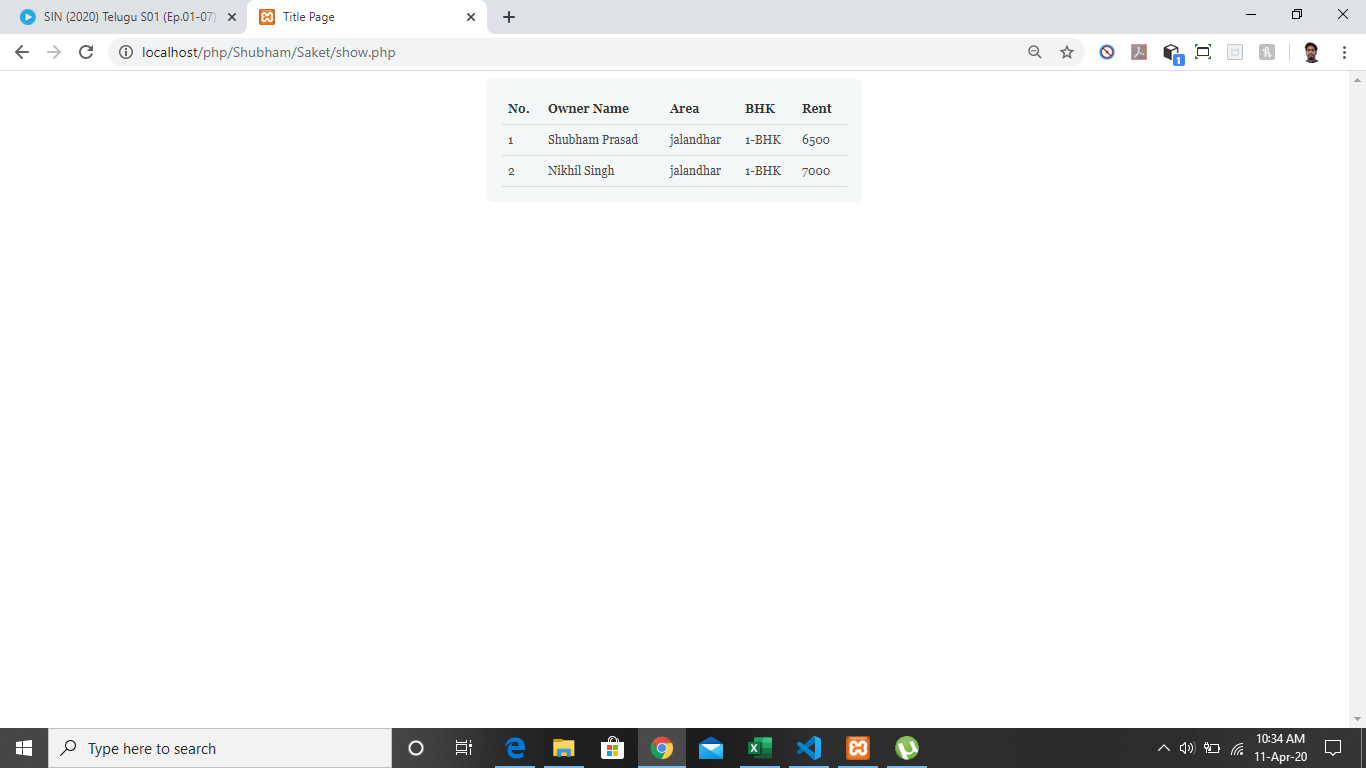 SIN (2020) Telugu S01 (Ep.01-07)
Title Page
localhost/php/Shubham/Saket/show.php
1
No. Owner Name Area BHK Rent
1 Shubham Prasad jalandhar 1-BHK 6500
2 Nikhil Singh jalandhar 1-BHK 7000
Type here to search
10:34 AM
11-Apr-20